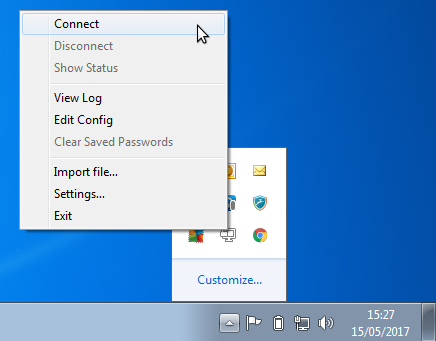 Connect
Disconnect
Show Status
View Log
Edit Config
Clear Saved Passwords
Import file...
Settings...
Exit
Customize...
15:27
15/05/2017